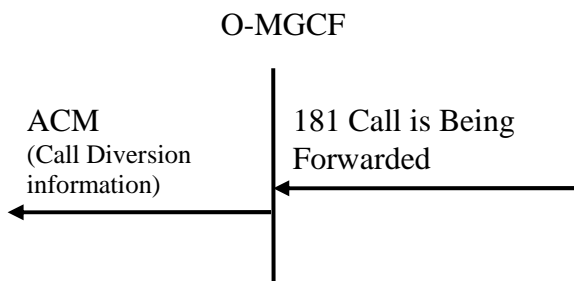 O-MGCF
ACM
(Call Diversion
information)
181 Call is Being
Forwarded